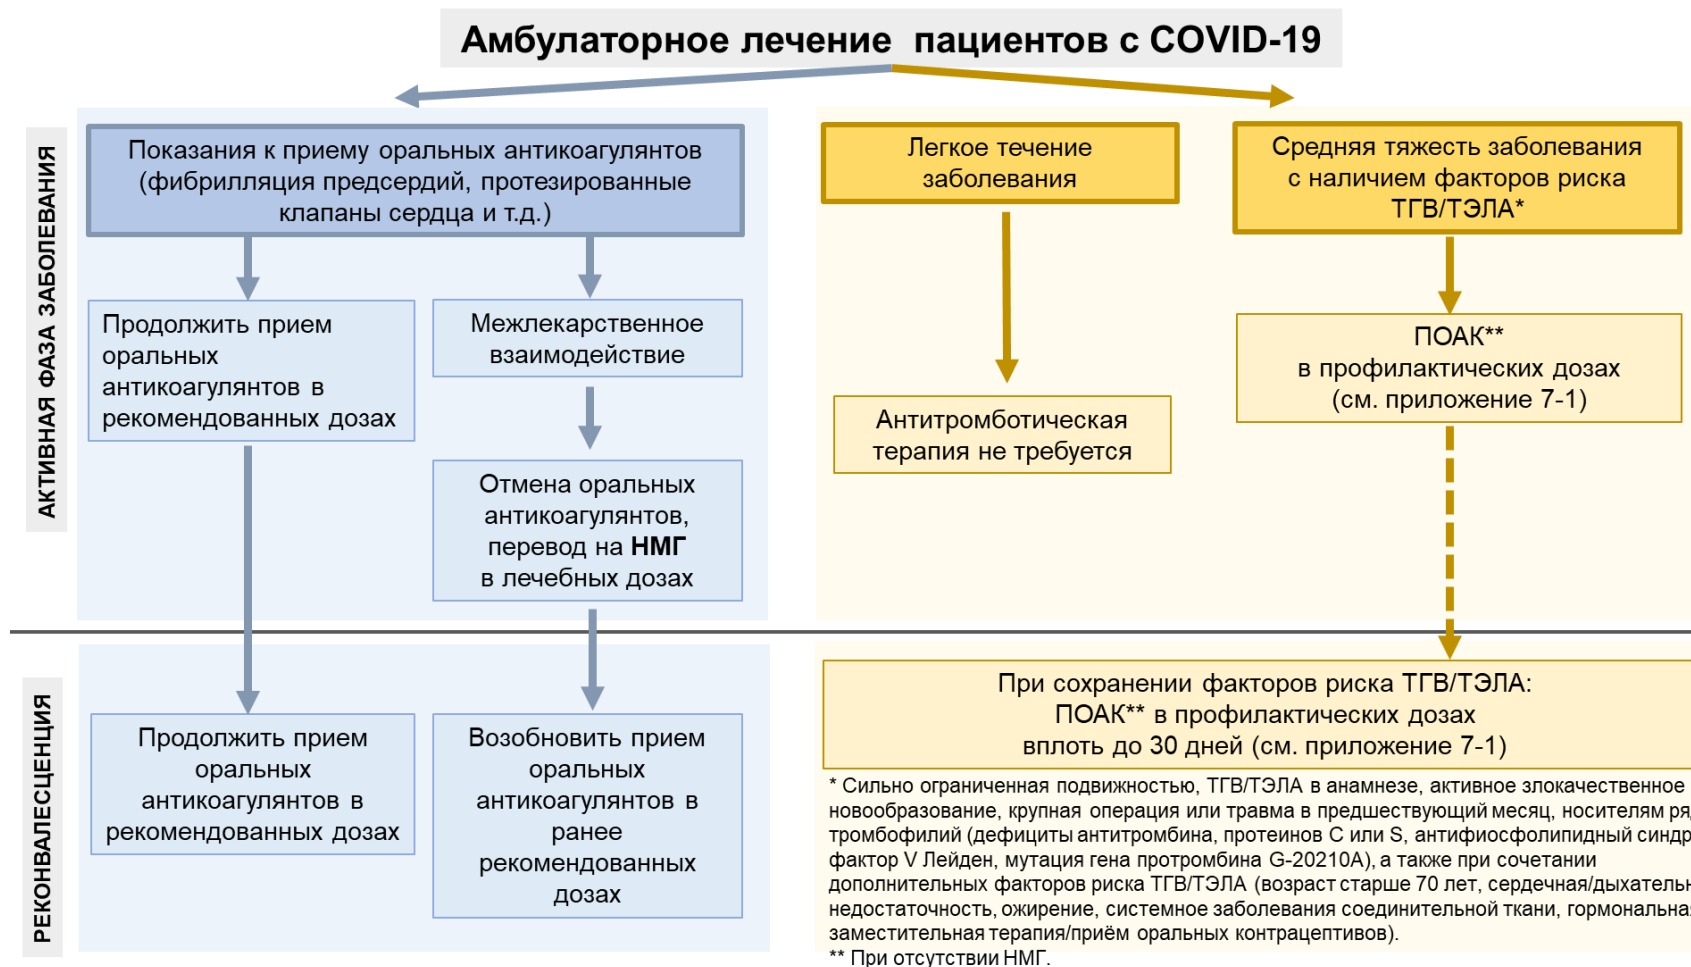 Амбулаторное лечение пациентов с COVID-19
АКТИВНАЯ ФАЗА ЗАБОЛЕВАНИЯ
Показания к приему оральных антикоагулянтов
(фибрилляция предсердий, протезированные
клапаны сердца и т.д.)
Легкое течение
заболевания
Средняя тяжесть заболевания
с наличием факторов риска
ТГВ/ТЭЛА*
Продолжить прием
оральных
антикоагулянтов в
рекомендованных дозах
Межлекарственное
взаимодействие
Отмена оральных
антикоагулянтов,
перевод на НМГ
в лечебных дозах
Антитромботическая
терапия не требуется
ПОАК**
в профилактических дозах
(см. приложение 7-1)
РЕКОНВАЛЕСЦЕНЦИЯ
Продолжить прием
оральных
антикоагулянтов в
рекомендованных дозах
Возобновить прием
оральных
антикоагулянтов в
ранее
рекомендованных
дозах
При сохранении факторов риска ТГВ/ТЭЛА:
ПОАК** в профилактических дозах
вплоть до 30 дней (см. приложение 7-1)
* Сильно ограниченная подвижностью, ТГВ/ТЭЛА в анамнезе, активное злокачественное
новообразование, крупная операция или травма в предшествующий месяц, носителям
тромбофилий (дефициты антитромбина, протеинов C или S, антифиосфолипидный
фактор V Лейден, мутация гена протромбина G-20210A), а также при сочетании
дополнительных факторов риска ТГВ/ТЭЛА (возраст старше 70 лет,
недостаточность, ожирение, системное заболевания соединительной ткани,
заместительная терапия/приём оральных контрацептивов).
** При отсутствии НМГ.